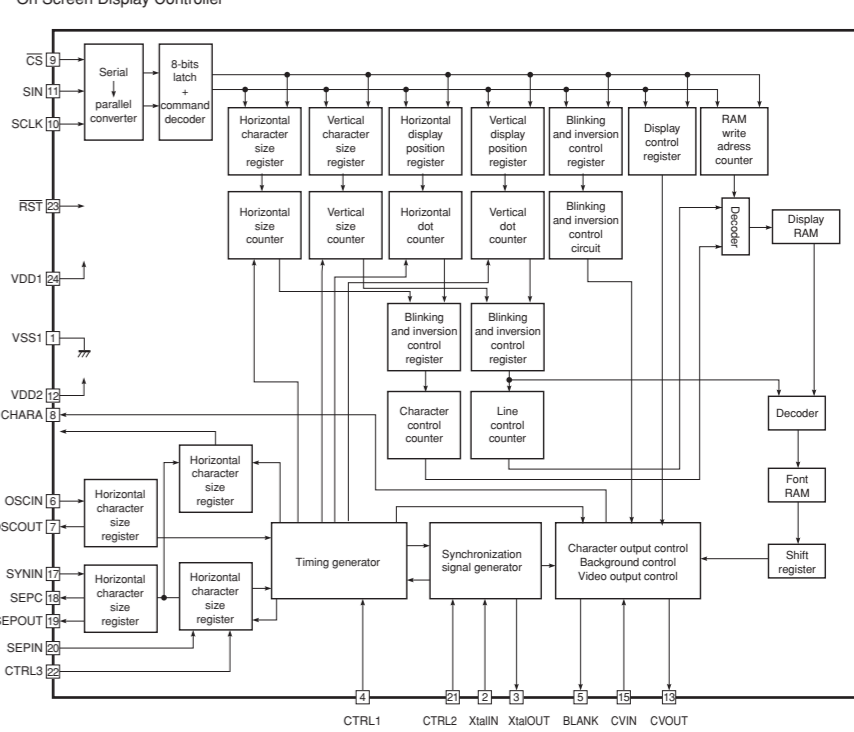 On Screen Display Controller
CS 9
SIN 11
SCLK 10
RST 23
VDD1 24
VSS1 1
VDD2 12
CHARA 8
OSCIN 6
OSCOUT 7
SYNIN 17
SEPC 18
SEPOUT 19
SEPIN 20
CTRL3 22
Serial
parallel
converter
8-bits
latch
+
command
decoder
Horizontal
character
size
register
Vertical
character
size
register
Horizontal
display
position
register
Vertical
display
position
register
Blinking
and inversion
control
register
Display
control
register
RAM
write
adress
counter
Horizontal
size
counter
Vertical
size
counter
Horizontal
dot
counter
Vertical
dot
counter
Blinking
and inversion
control
circuit
Decoder
Display
RAM
Blinking
and inversion
control
register
Blinking
and inversion
control
register
Character
control
counter
Line
control
counter
Decoder
Font
RAM
Shift
register
Horizontal
character
size
register
Horizontal
character
size
register
Horizontal
character
size
register
Horizontal
character
size
register
Timing generator
Synchronization
signal generator
Character output control
Background control
Video output control
4 21 2 3 5 15 13
CTRL1 CTRL2 XtalIN XtalOUT BLANK CVIN CVOUT